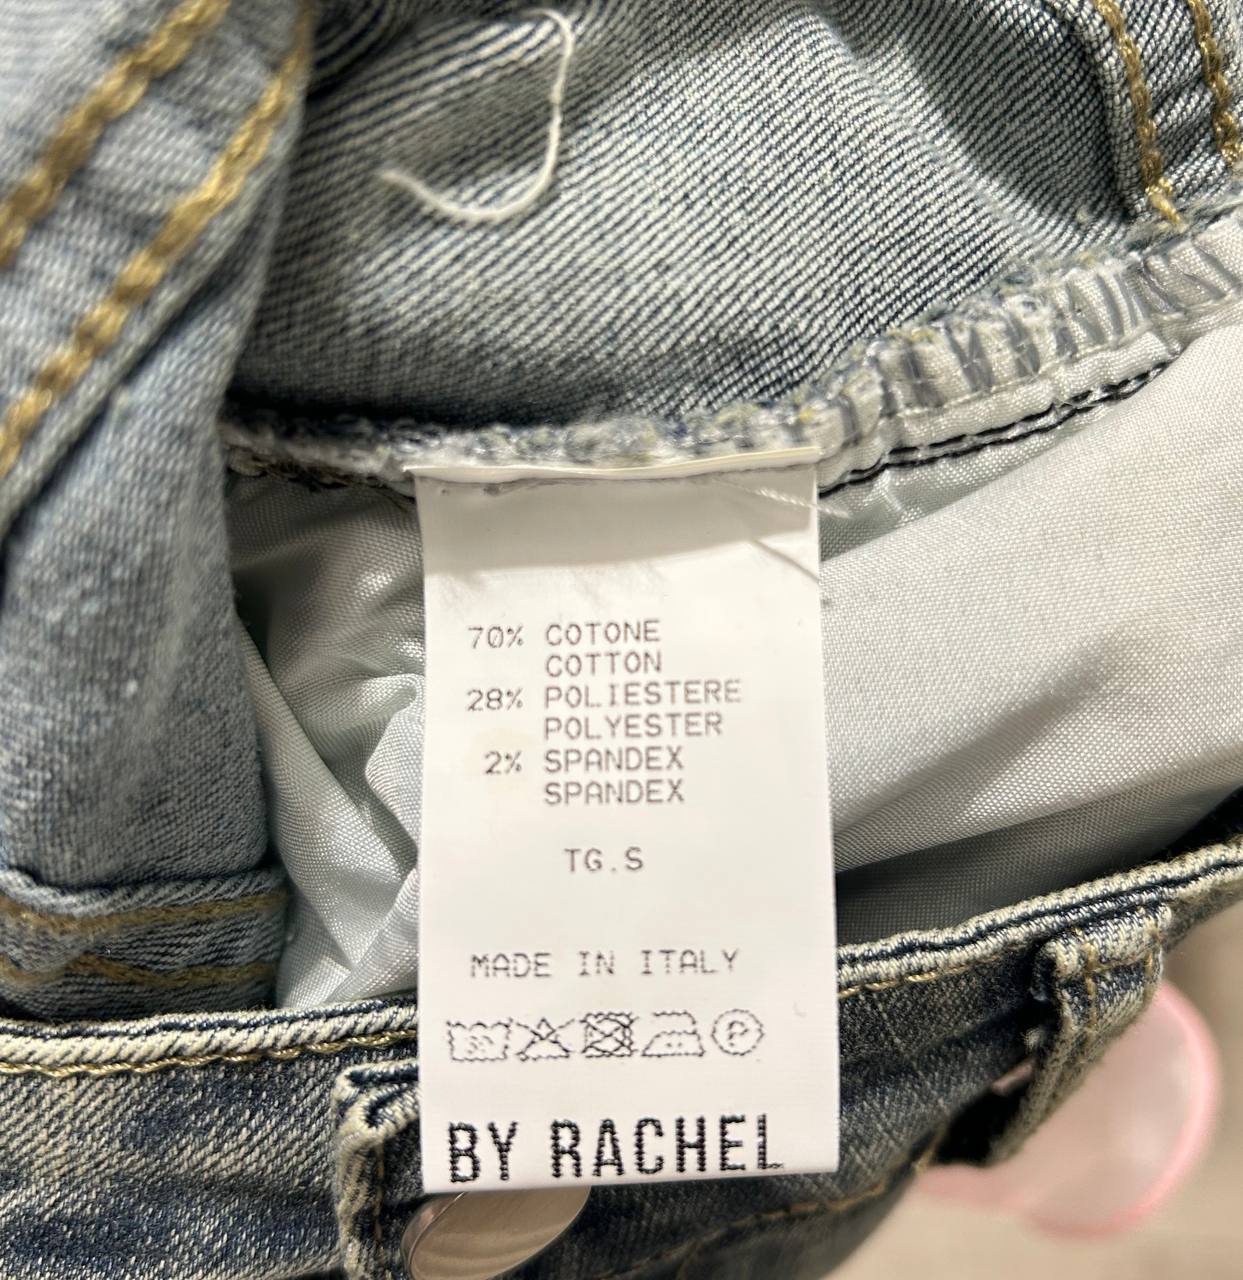 70% COTONE
COTTON
28% POLIESTERE
POLYESTER
2% SPANDEX
SPANDEX
TG.S
MADE IN ITALY
30 P
BY RACHEL